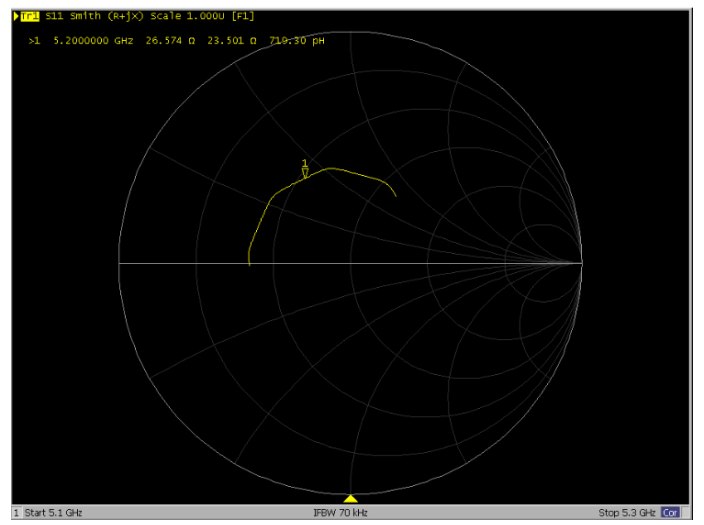 Tr1 S11 Smith (R+jX) Scale 1.000U [F1]
>1 5.2000000 GHz 26.574 Ω 23.501 Ω 719.30 pH
1
1 Start 5.1 GHz IFBW 70 kHz Stop 5.3 GHz Cor